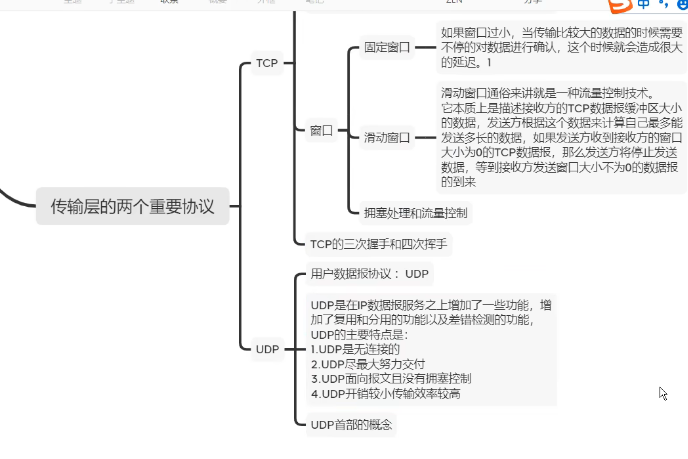 ZEN
中
TCP
固定窗口
如果窗口过小，当传输比较大的数据的时候需要
不停的对数据进行确认，这个时候就会造成很大
的延迟。1
窗口
滑动窗口
滑动窗口通俗来讲就是一种流量控制技术。
它本质上是描述接收方的TCP数据报缓冲区大小
的数据，发送方根据这个数据来计算自己最多能
发送多长的数据，如果发送方收到接收方的窗口
大小为0的TCP数据报，那么发送方将停止发送
数据，等到接收方发送窗口大小不为0的数据报
的到来
拥塞处理和流量控制
传输层的两个重要协议
TCP的三次握手和四次挥手
用户数据报协议：UDP
UDP
UDP是在IP数据报服务之上增加了一些功能，增
加了复用和分用的功能以及差错检测的功能，
UDP的主要特点是：
1.UDP是无连接的
2.UDP尽最大努力交付
3.UDP面向报文且没有拥塞控制
4.UDP开销较小传输效率较高
UDP首部的概念